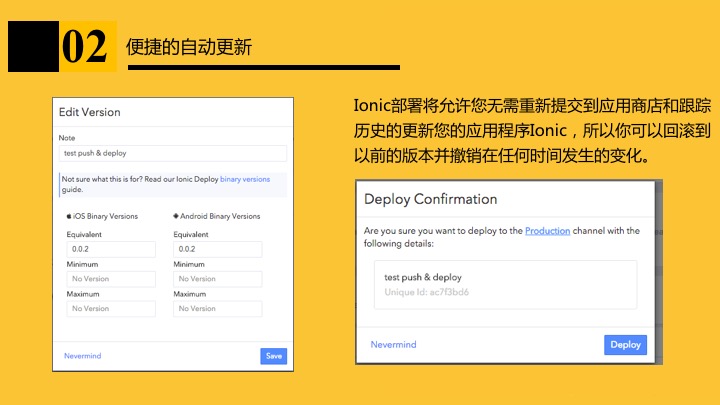 02 便捷的自动更新
Ionic部署将允许您无需重新提交到应用商店和跟踪
历史的更新您的应用程序Ionic，所以你可以回滚到
以前的版本并撤销在任何时间发生的变化。
Edit Version
Note
test push & deploy
Not sure what this is for? Read our Ionic Deploy binary versions
guide.
iOS Binary Versions Android Binary Versions
Equivalent Equivalent
0.0.2 0.0.2
Minimum Minimum
No Version No Version
Maximum Maximum
No Version No Version
Nevermind Save
Deploy Confirmation
Are you sure you want to deploy to the Production channel with the
following details:
test push & deploy
Unique Id: ac7f3bd6
Nevermind Deploy